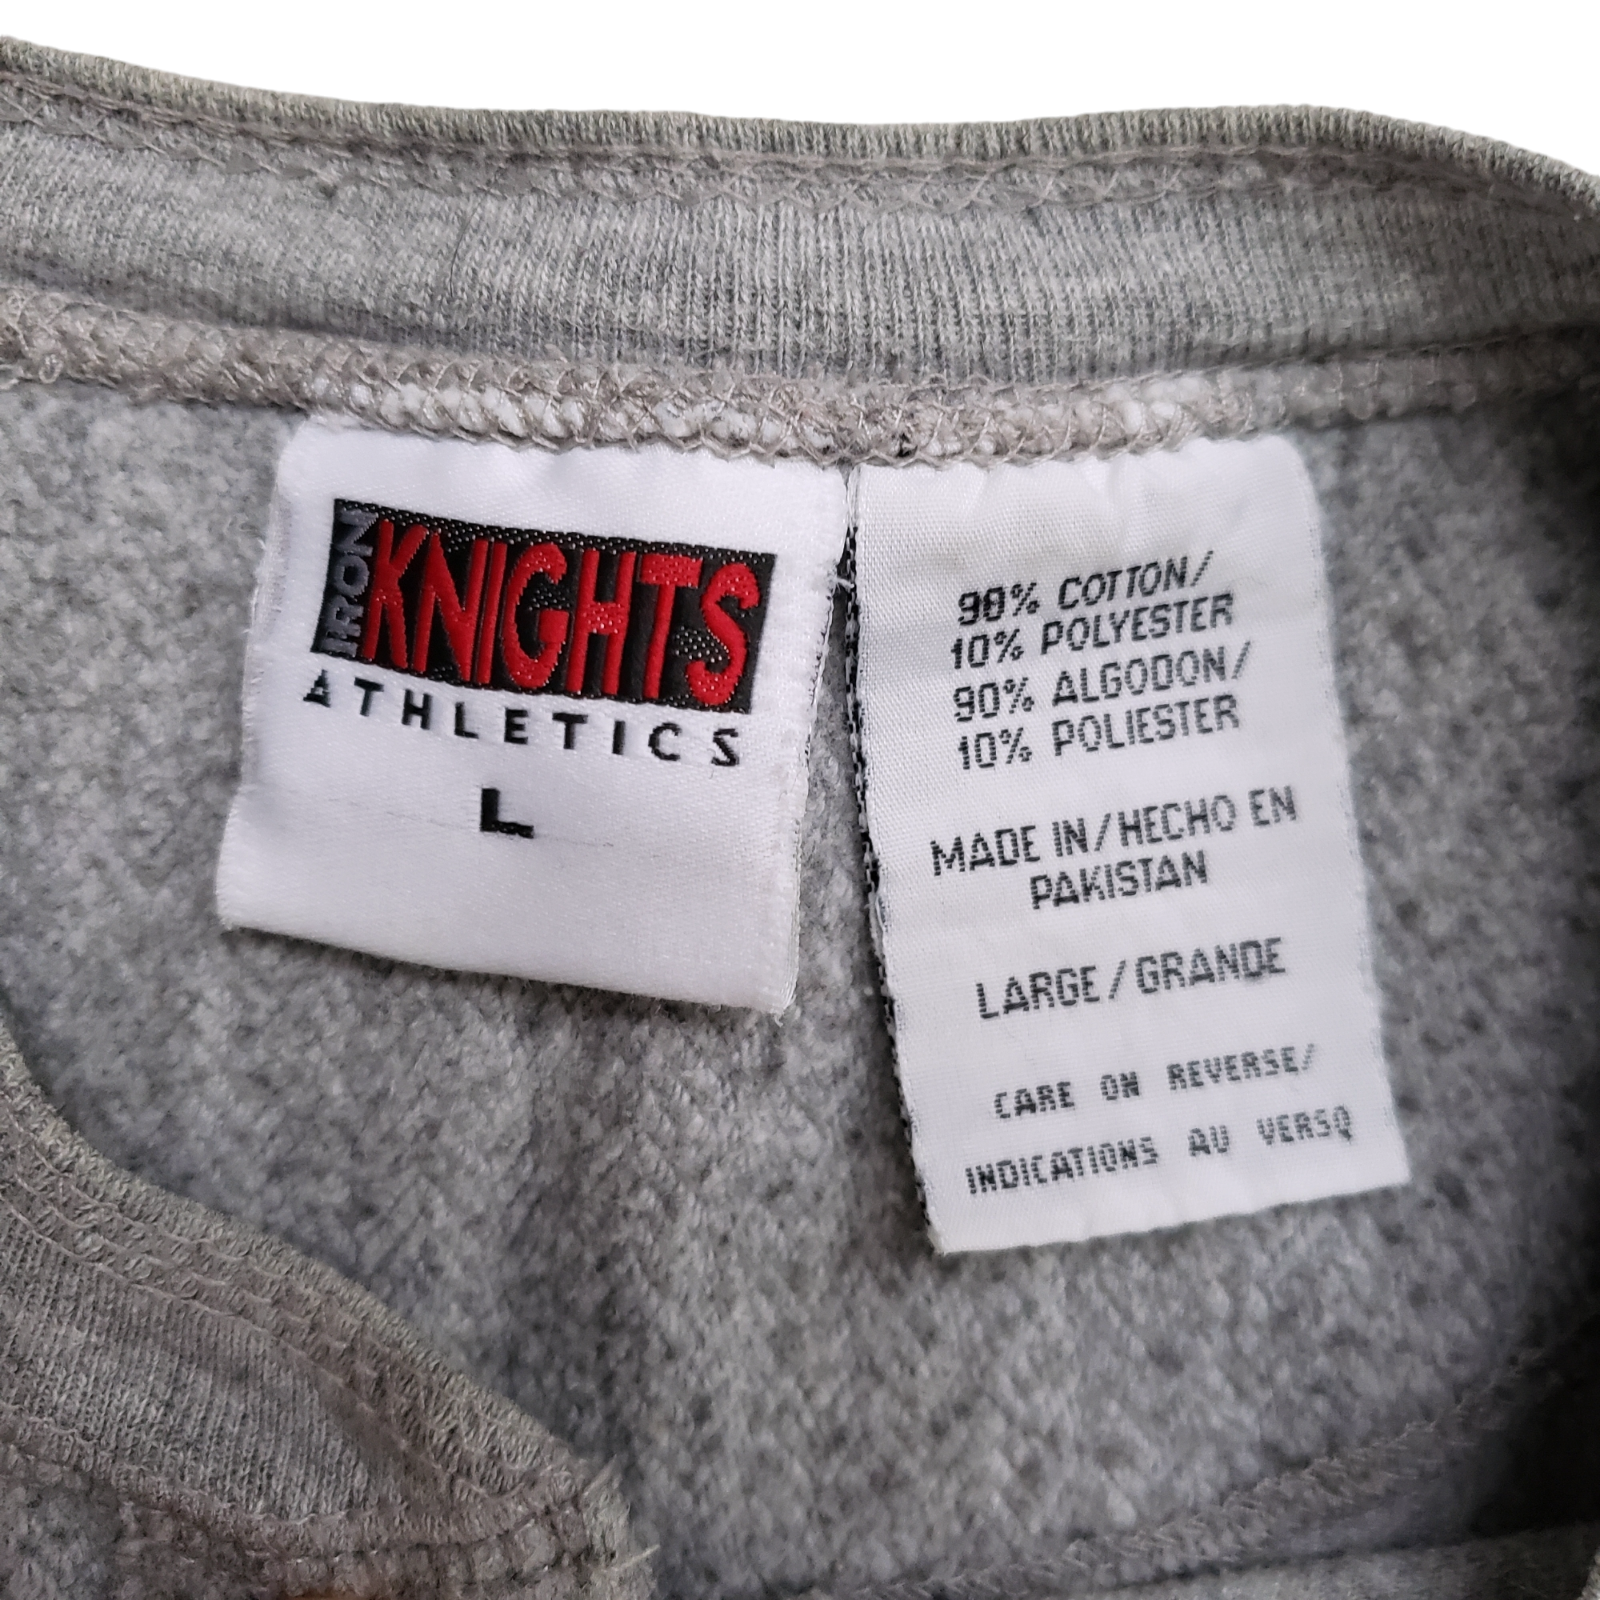 IRON
KNIGHTS
ATHLETICS
L
90% COTTON/
10% POLYESTER
90% ALGODON/
10% POLIESTER
MADE IN/HECHO EN
PAKISTAN
LARGE/GRANDE
CARE ON REVERSE/
INDICATIONS AU VERSO